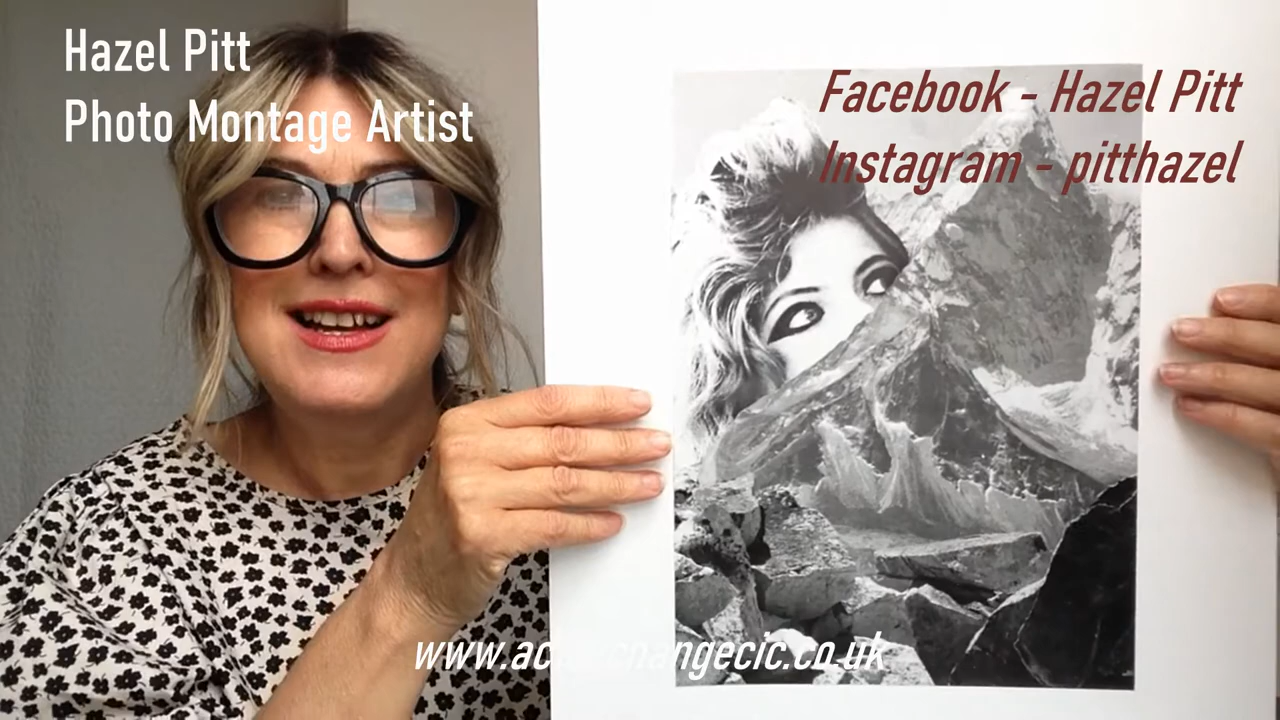 Hazel Pitt
Photo Montage Artist
Facebook - Hazel Pitt
Instagram - pitthazel